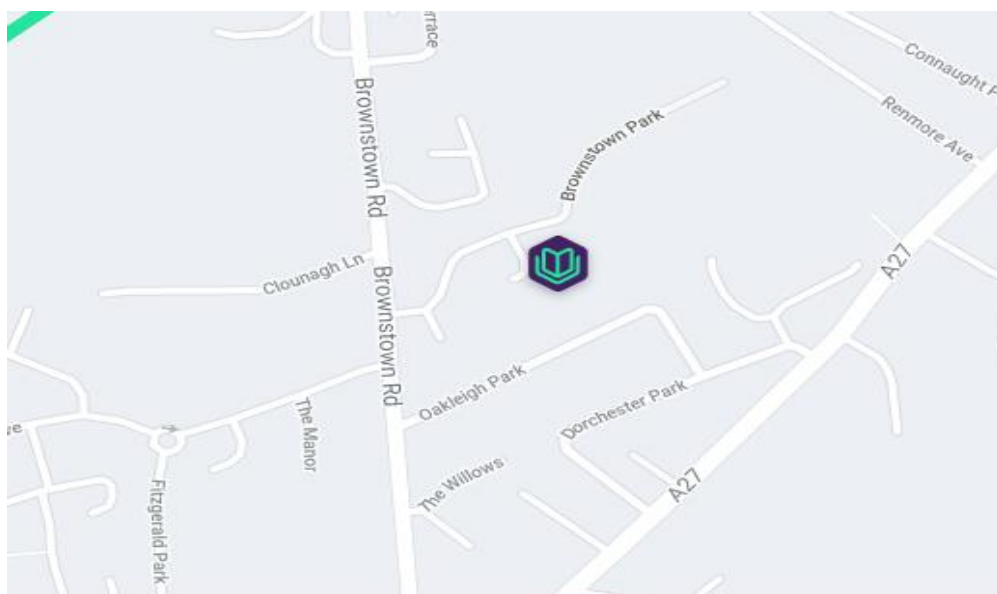 Connaught
Renmore Ave
Brownstown Rd
Brownstown Park
Clounagh Ln
A27
Brownstown Rd
Oakleigh Park
Dorchester Park
The Manor
The Willows
A27
Fitzgerald Park